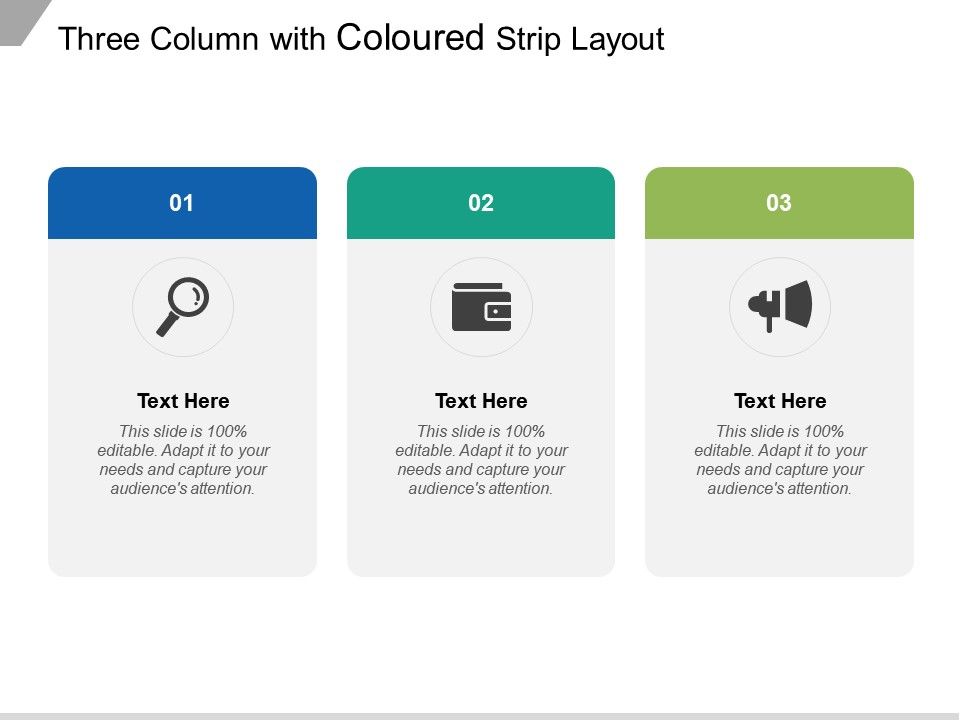 Three Column with Coloured Strip Layout
01
Text Here
This slide is 100%
editable. Adapt it to your
needs and capture your
audience's attention.
02
Text Here
This slide is 100%
editable. Adapt it to your
needs and capture your
audience's attention.
03
Text Here
This slide is 100%
editable. Adapt it to your
needs and capture your
audience's attention.